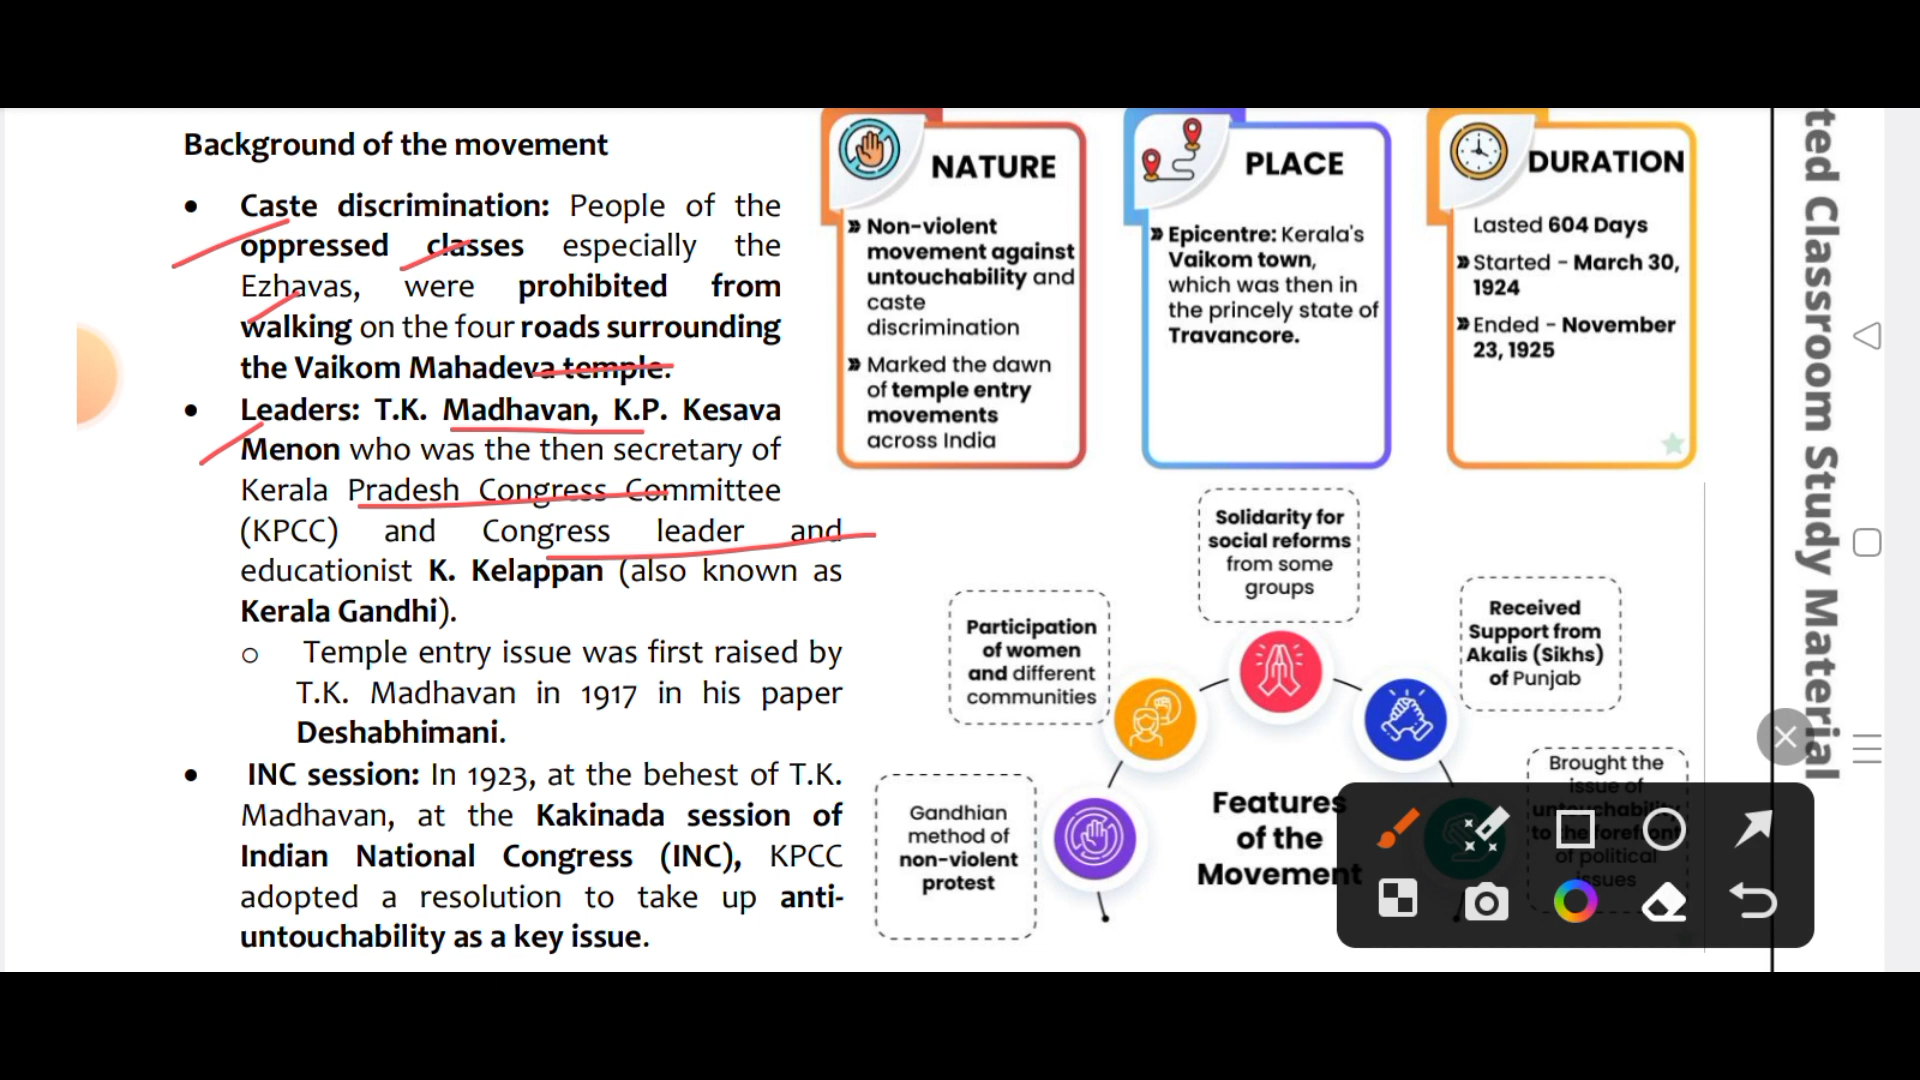 Background of the movement
• Caste discrimination: People of the
oppressed classes especially the
Ezhavas, were prohibited from
walking on the four roads surrounding
the Vaikom Mahadeva temple.
• Leaders: T.K. Madhavan, K.P. Kesava
Menon who was the then secretary of
Kerala Pradesh Congress Committee
(KPCC) and Congress leader and
educationist K. Kelappan (also known as
Kerala Gandhi).
o Temple entry issue was first raised by
T.K. Madhavan in 1917 in his paper
Deshabhimani.
• INC session: In 1923, at the behest of T.K.
Madhavan, at the Kakinada session of
Indian National Congress (INC), KPCC
adopted a resolution to take up anti-
untouchability as a key issue.
NATURE
» Non-violent
movement against
untouchability and
caste
discrimination
» Marked the dawn
of temple entry
movements
across India
PLACE
» Epicentre: Kerala's
Vaikom town,
which was then in
the princely state of
Travancore.
DURATION
Lasted 604 Days
» Started - March 30,
1924
» Ended - November
23, 1925
Solidarity for
social reforms
from some
groups
Participation
of women
and different
communities
Received
Support from
Akalis (Sikhs)
of Punjab
Gandhian
method of
non-violent
protest
Features
of the
Movement
Brought the
issue of
untouchability
to the forefront
of political
issues
ted Classroom Study Material